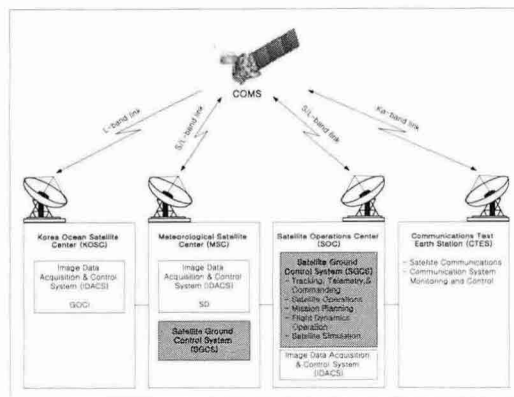 COMS
L-band link
S/L-band link
S/L-band link
Ka-band link
Korea Ocean Satellite
Center (KOSC)
Image Data
Acquisition & Control
System (IDACS)
GOCI
Meteorological Satellite
Center (MSC)
Image Data
Acquisition & Control
System (IDACS)
SD
Satellite Ground
Control System
(SGCS)
Satellite Operations Center
(SOC)
Satellite Ground
Control System (SGCS)
- Tracking, Telemetry, &
Commanding
- Satellite Operations
- Mission Planning
- Flight Dynamics
Operation
- Satellite Simulation
Image Data Acquisition
& Control System
(IDACS)
Communications Test
Earth Station (CTES)
- Satellite Communications
- Communication System
Monitoring and Control